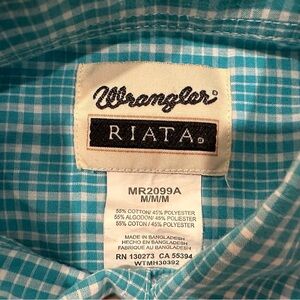 Wrangler®
RIATA®
MR2099A
M/M/M
55% COTTON/ 45% POLYESTER
55% ALGODON/ 45% POLIESTER
55% COTON / 45% POLYESTER
MADE IN BANGLADESH
HECHO EN BANGLADESH
FABRIQUE AU BANGLADESH
RN 130273 CA 55394
WTMH30392